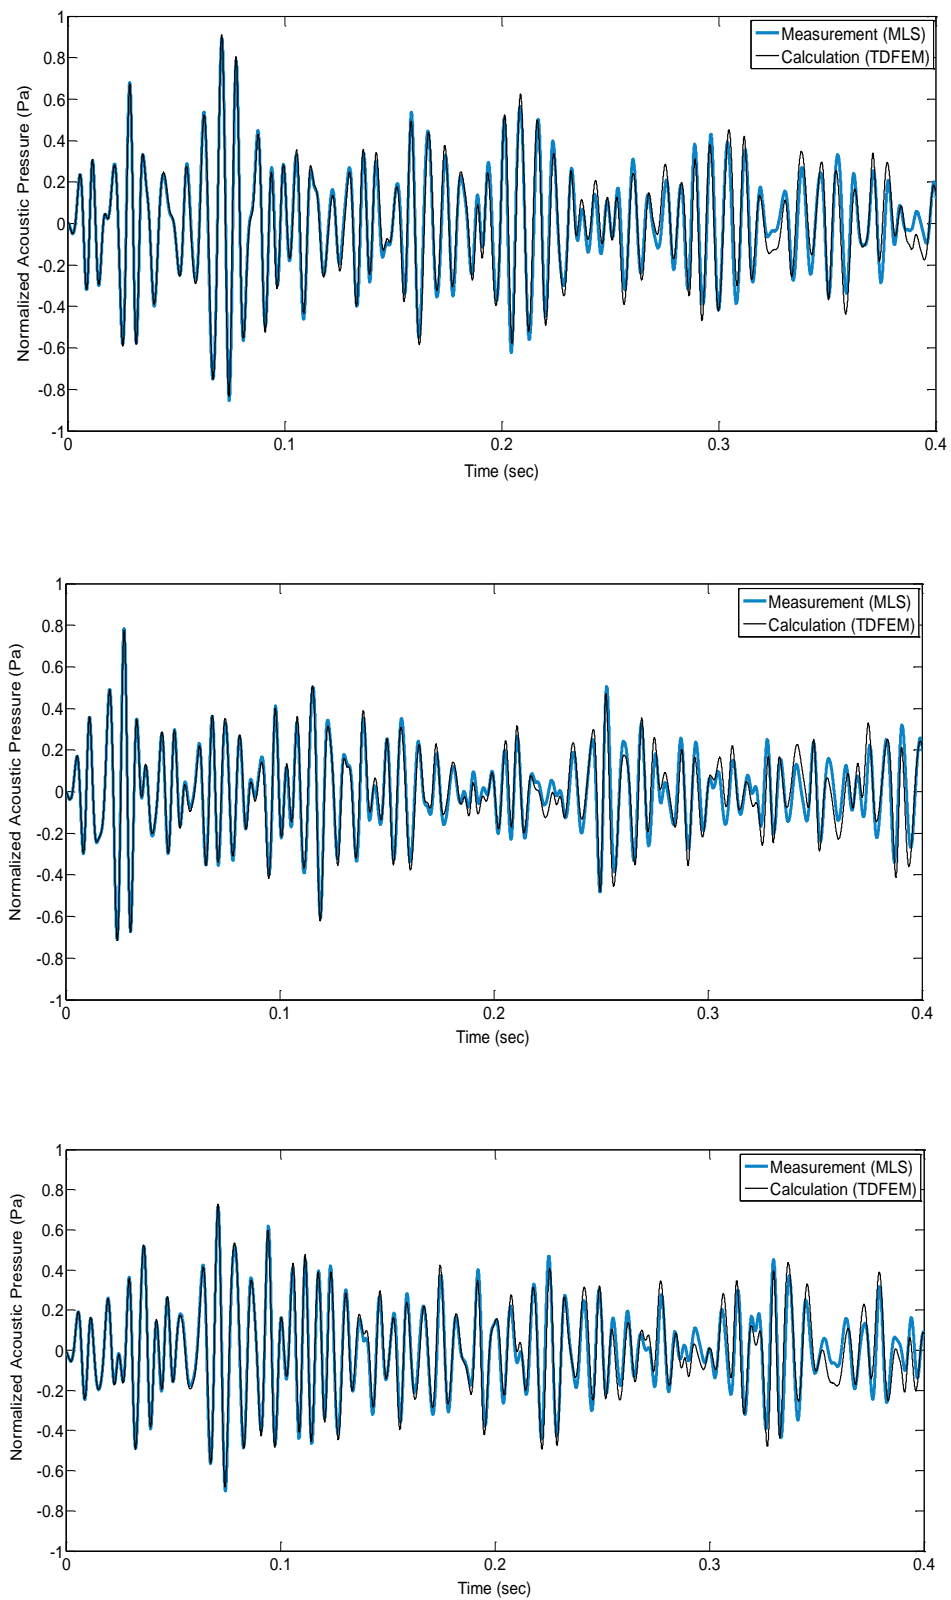 1
0.8
0.6
0.4
0.2
0
-0.2
-0.4
-0.6
-0.8
-1
Normalized Acoustic Pressure (Pa)
Measurement (MLS)
Calculation (TDFEM)
0 0.1 0.2 0.3 0.4
Time (sec)
1
0.8
0.6
0.4
0.2
0
-0.2
-0.4
-0.6
-0.8
-1
Normalized Acoustic Pressure (Pa)
Measurement (MLS)
Calculation (TDFEM)
0 0.1 0.2 0.3 0.4
Time (sec)
1
0.8
0.6
0.4
0.2
0
-0.2
-0.4
-0.6
-0.8
-1
Normalized Acoustic Pressure (Pa)
Measurement (MLS)
Calculation (TDFEM)
0 0.1 0.2 0.3 0.4
Time (sec)